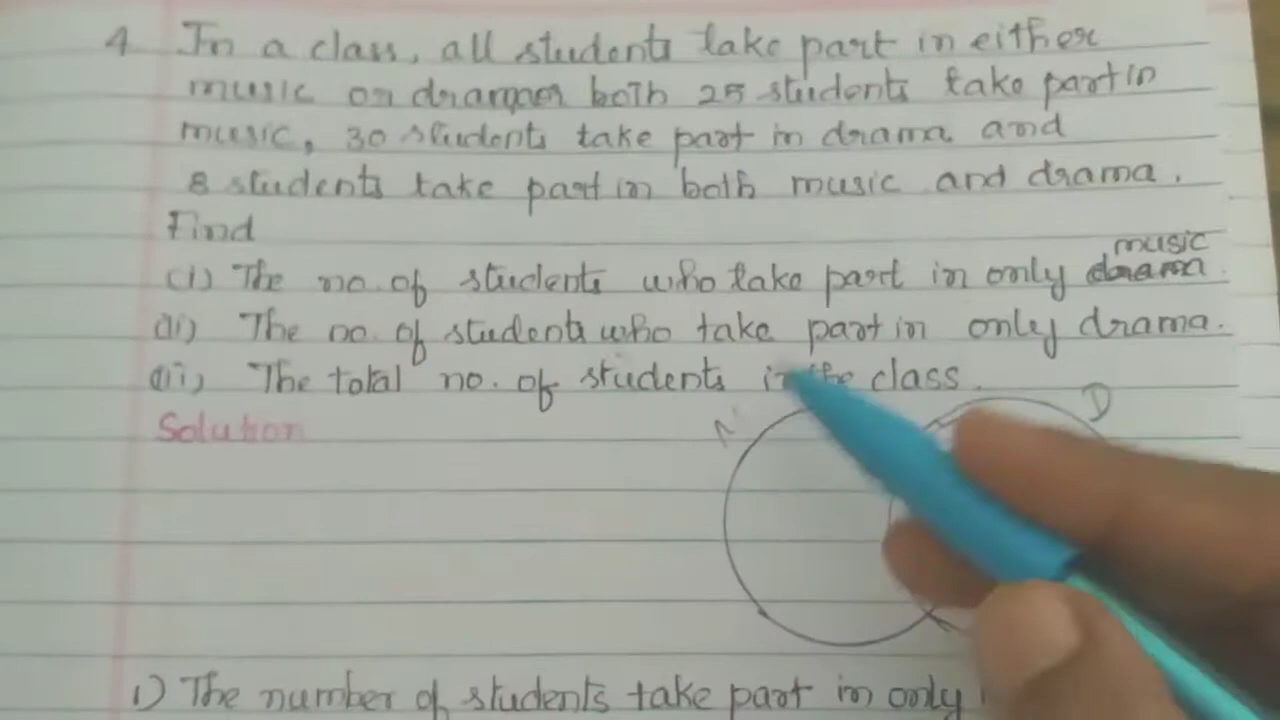 4 In a class, all students take part in either
music or drama or both 25 students take part in
music, 30 students take part in drama and
8 students take part in both music and drama.
Find
(i) The no. of students who take part in only drama. music
(ii) The no. of students who take part in only drama.
(iii) The total no. of students in the class.
Solution
D
1) The number of students take part in only